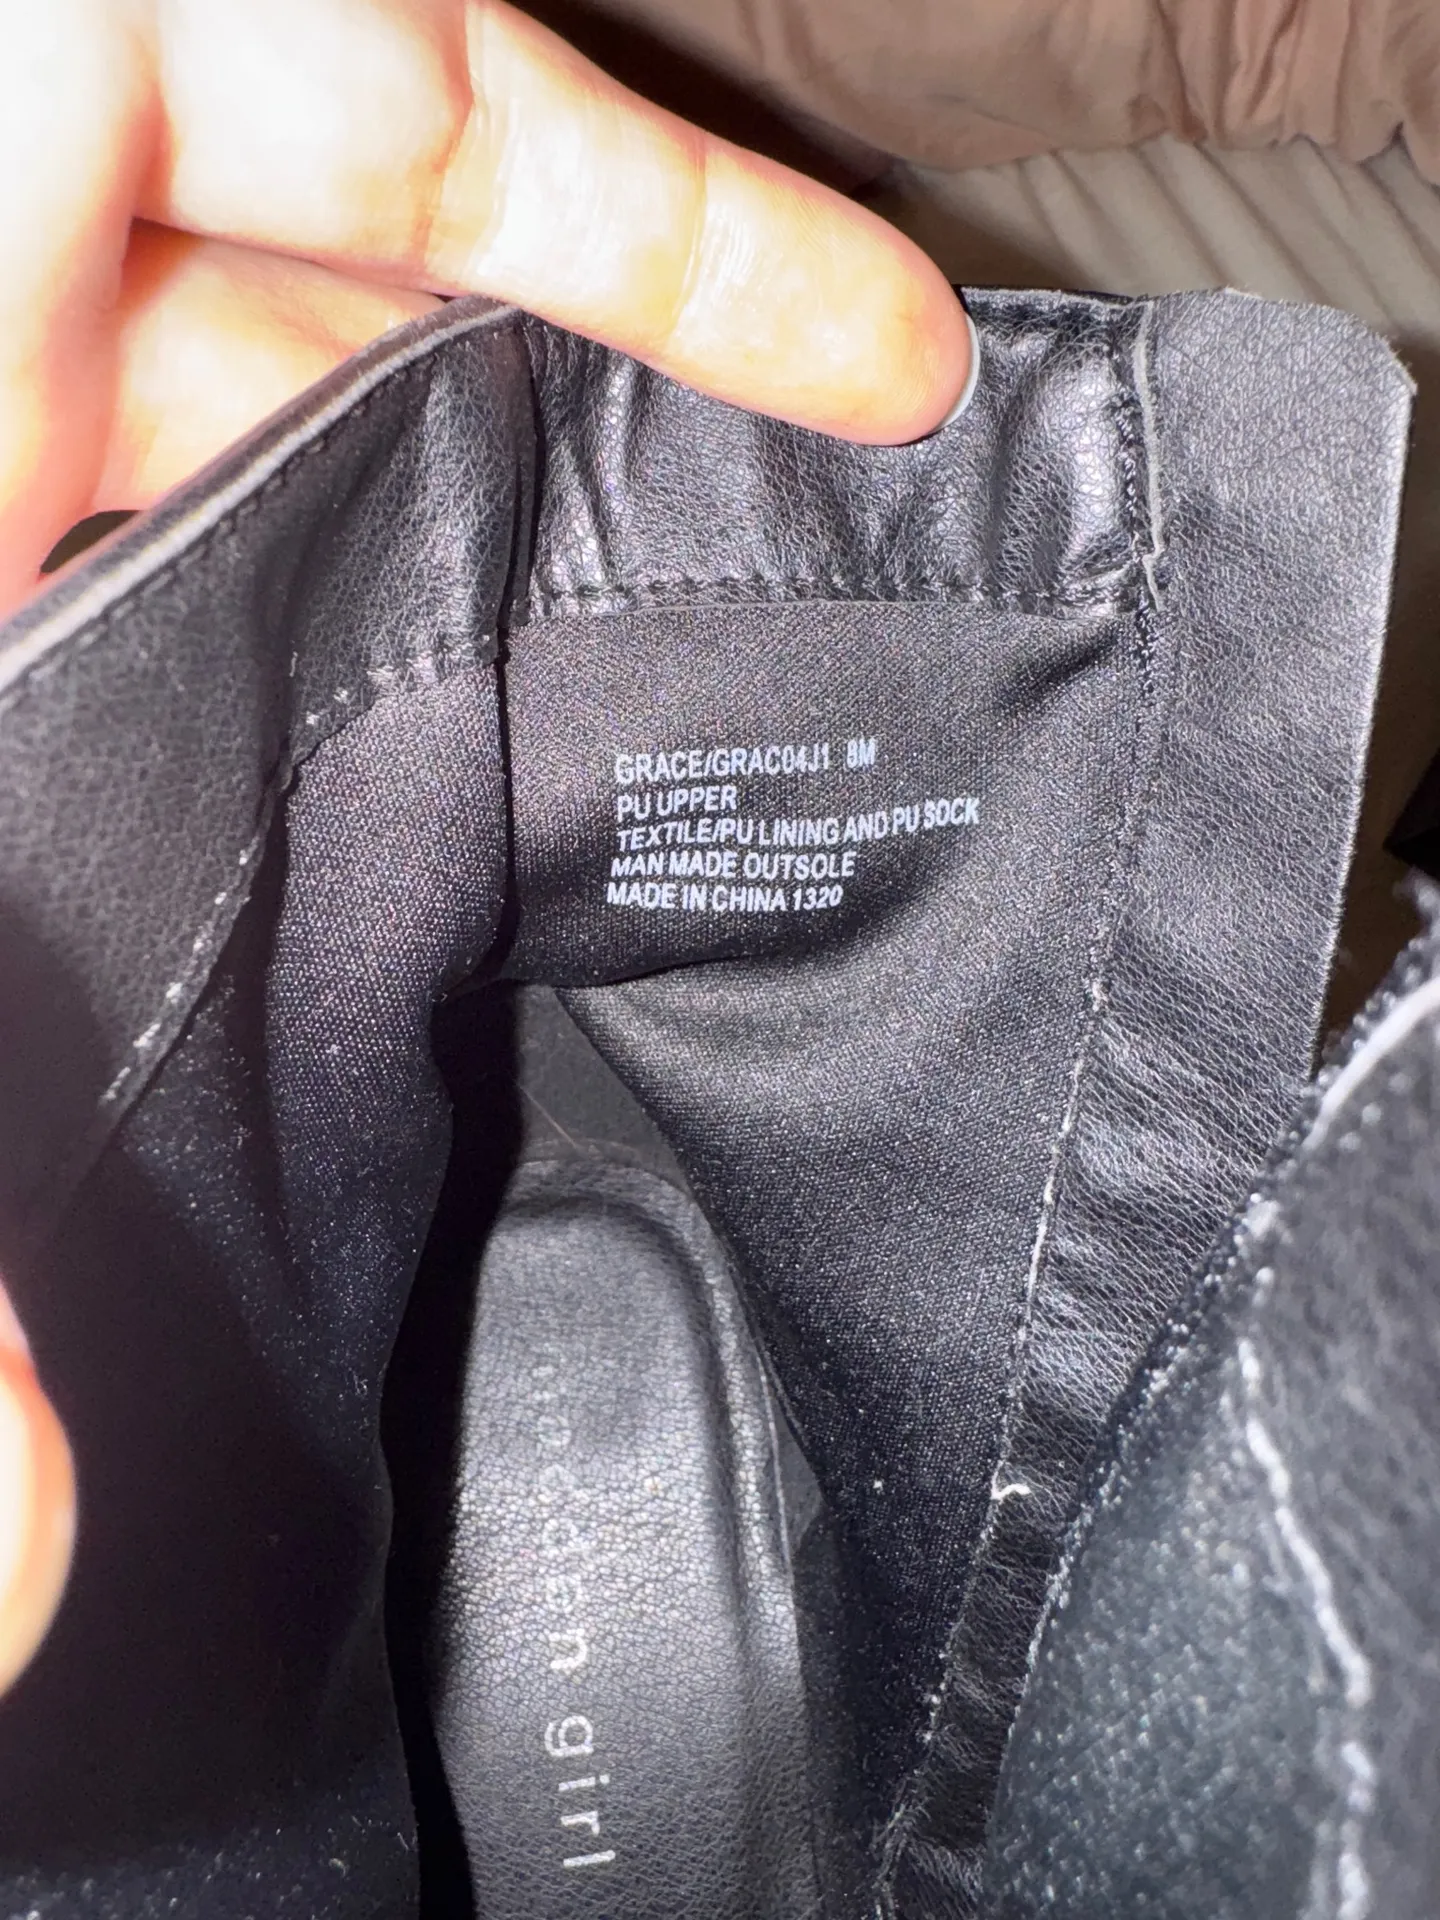 GRACE/GRAC04J1 8M
PU UPPER
TEXTILE/PU LINING AND PU SOCK
MAN MADE OUTSOLE
MADE IN CHINA 1320
madden girl